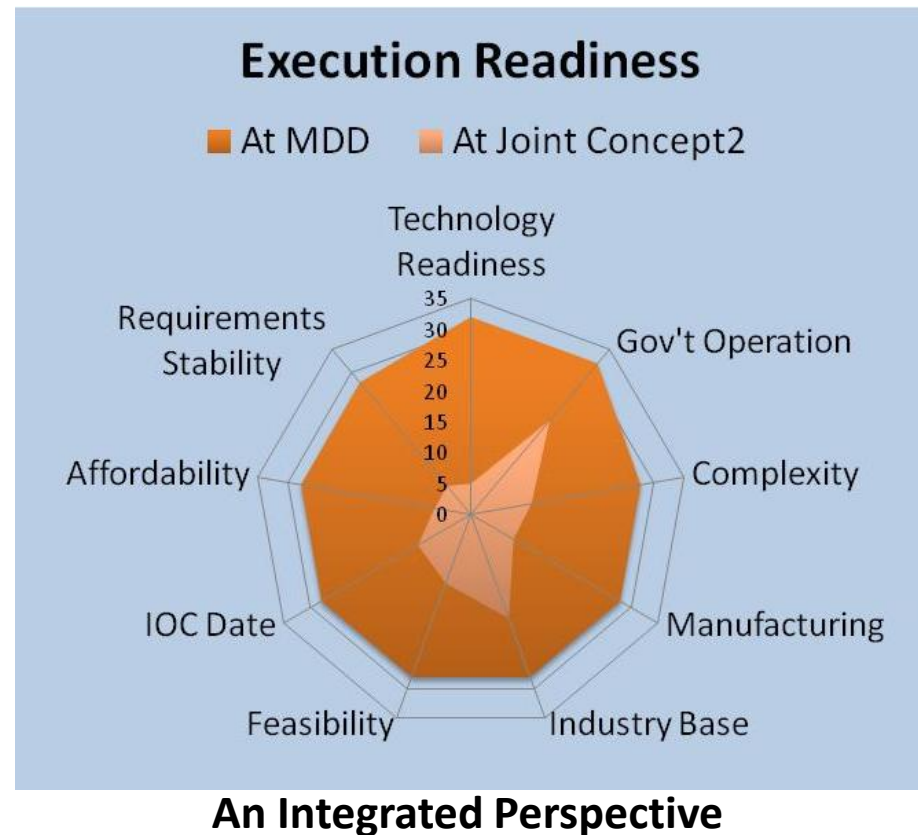 Execution Readiness
At MDD At Joint Concept2
Technology
Readiness
Requirements
Stability
Gov't Operation
Affordability
Complexity
IOC Date
Manufacturing
Feasibility
Industry Base
35
30
25
20
15
10
5
0
An Integrated Perspective